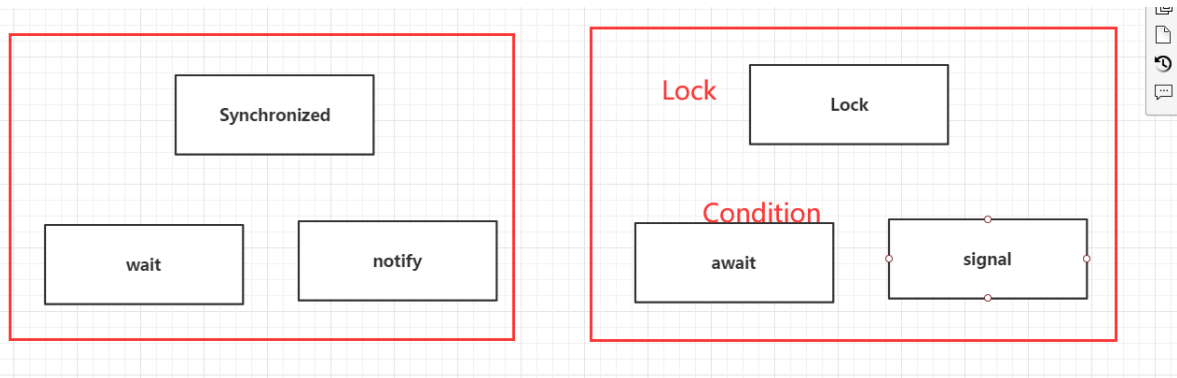 Synchronized
wait
notify
Lock
Lock
Condition
await
signal